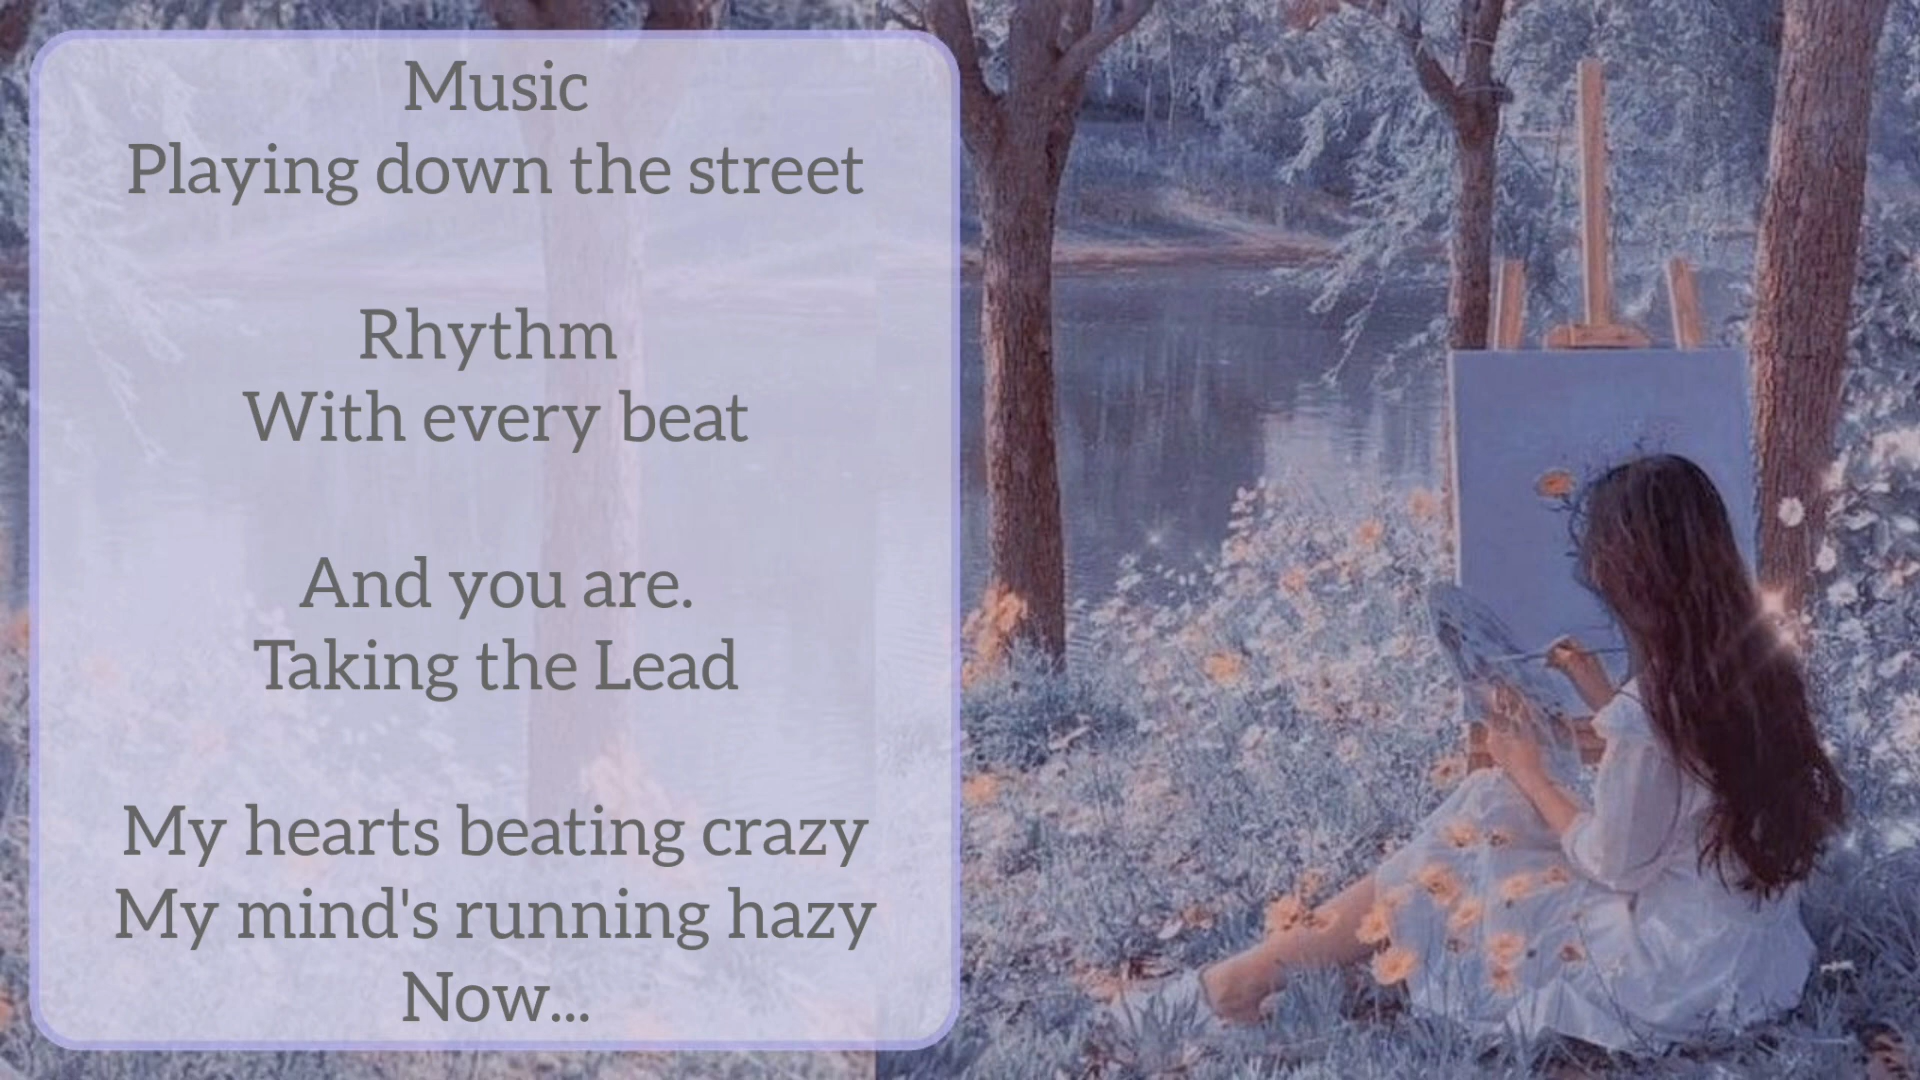 Music
Playing down the street
Rhythm
With every beat
And you are.
Taking the Lead
My hearts beating crazy
My mind's running hazy
Now...